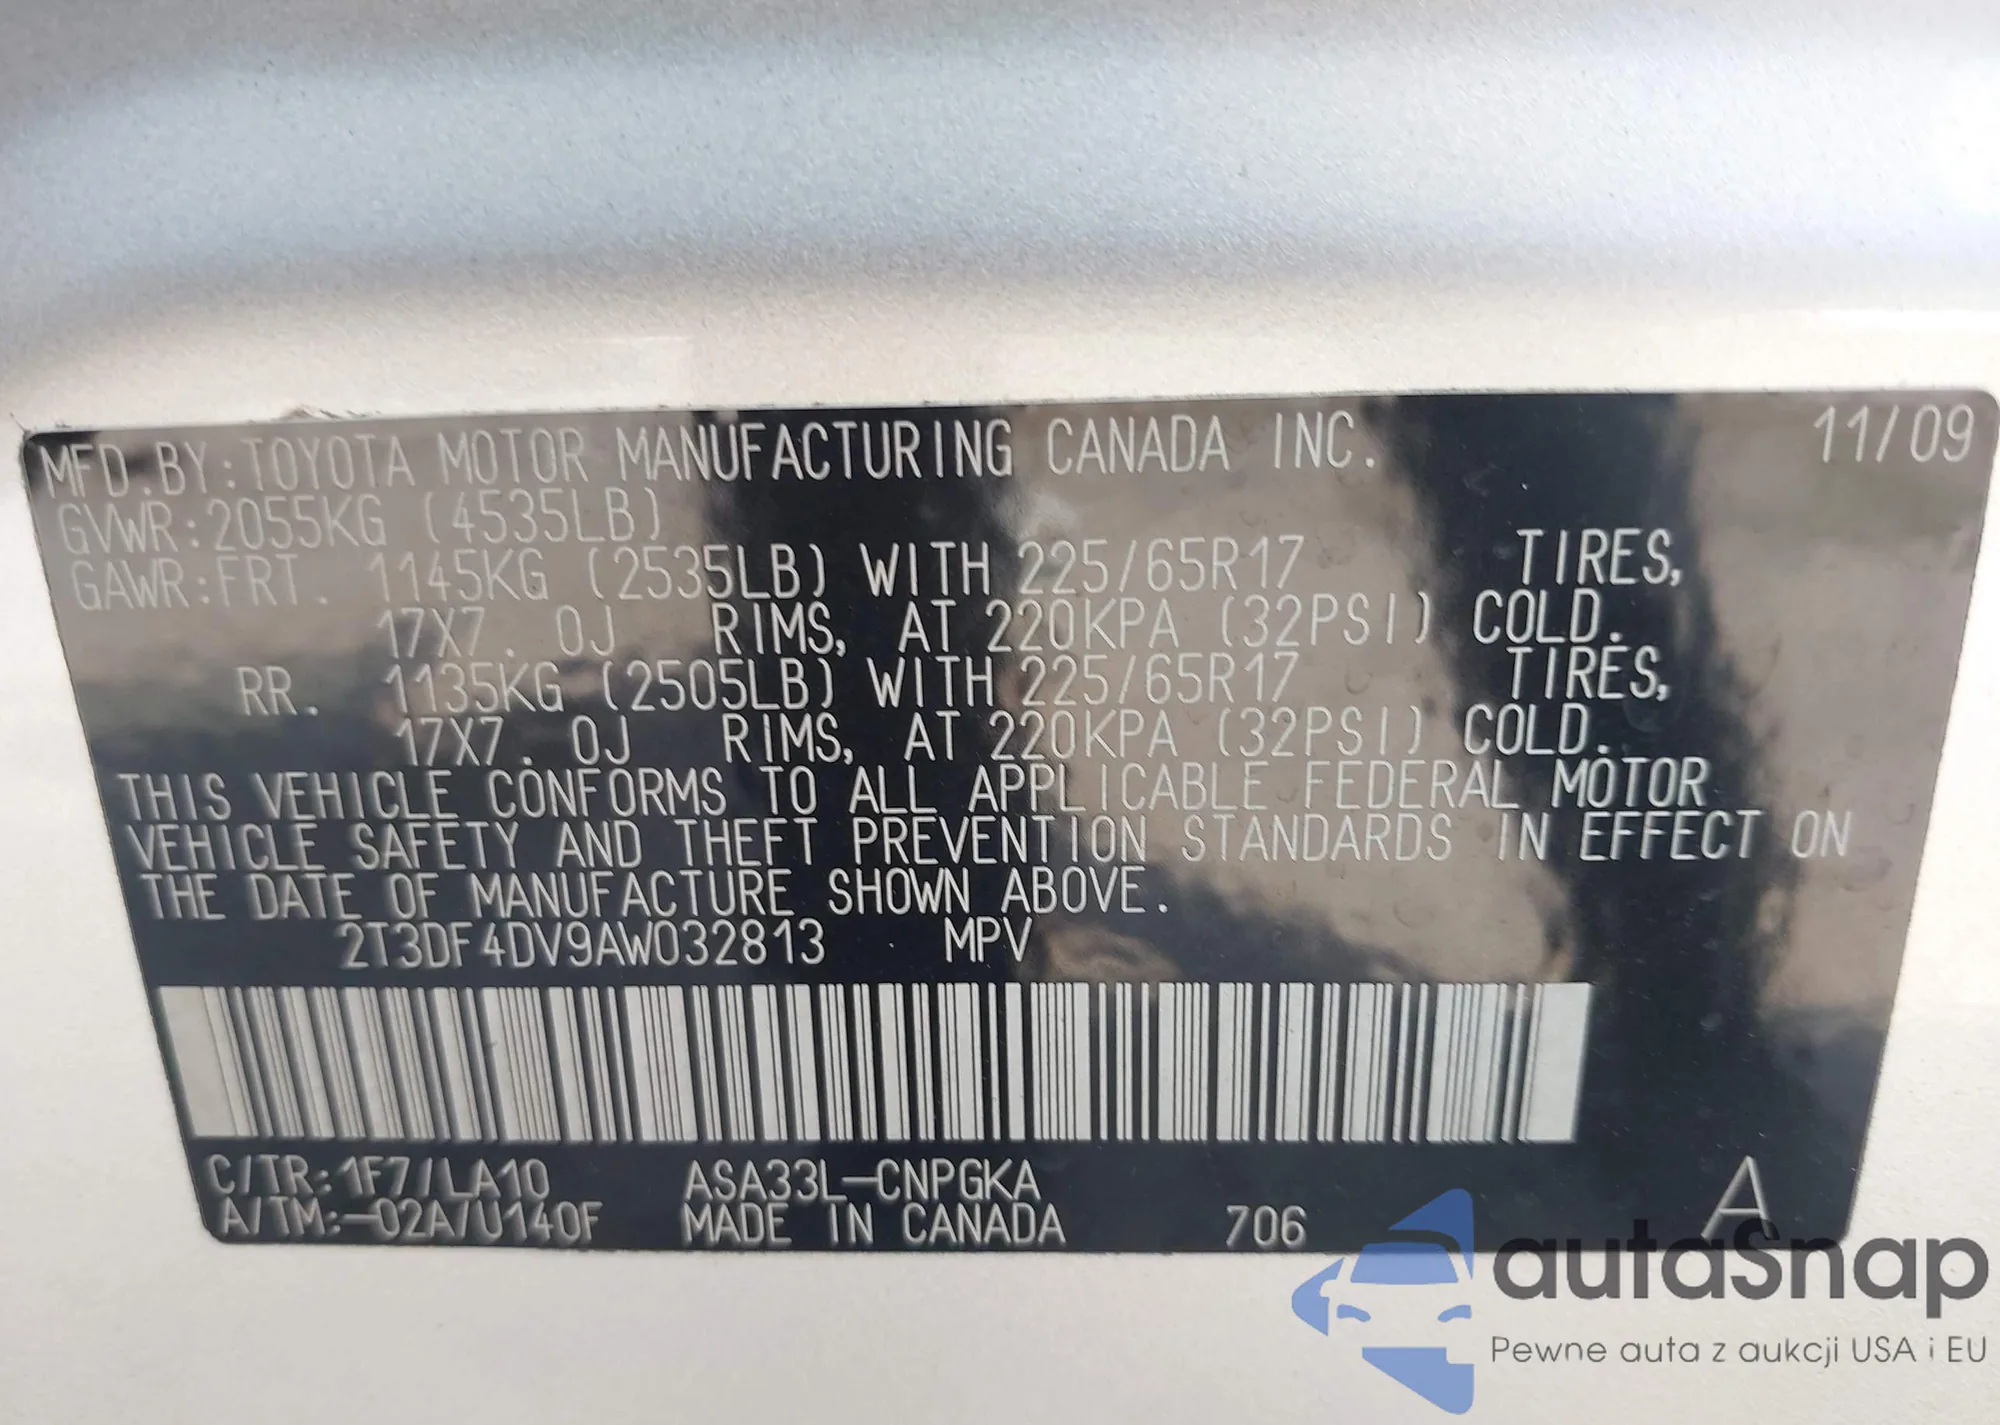 MFD.BY:TOYOTA MOTOR MANUFACTURING CANADA INC. 11/09
GVWR:2055KG (4535LB)
GAWR:FRT. 1145KG (2535LB) WITH 225/65R17 TIRES,
17X7. 0J RIMS, AT 220KPA (32PSI) COLD.
RR. 1135KG (2505LB) WITH 225/65R17 TIRES,
17X7. 0J RIMS, AT 220KPA (32PSI) COLD.
THIS VEHICLE CONFORMS TO ALL APPLICABLE FEDERAL MOTOR
VEHICLE SAFETY AND THEFT PREVENTION STANDARDS IN EFFECT ON
THE DATE OF MANUFACTURE SHOWN ABOVE.
2T3DF4DV9AW032813 MPV
C/TR:1F7/LA10 ASA33L-CNPGKA
A/TM:-02A/U140F MADE IN CANADA 706 A
autaSnap
Pewne auta z aukcji USA i EU